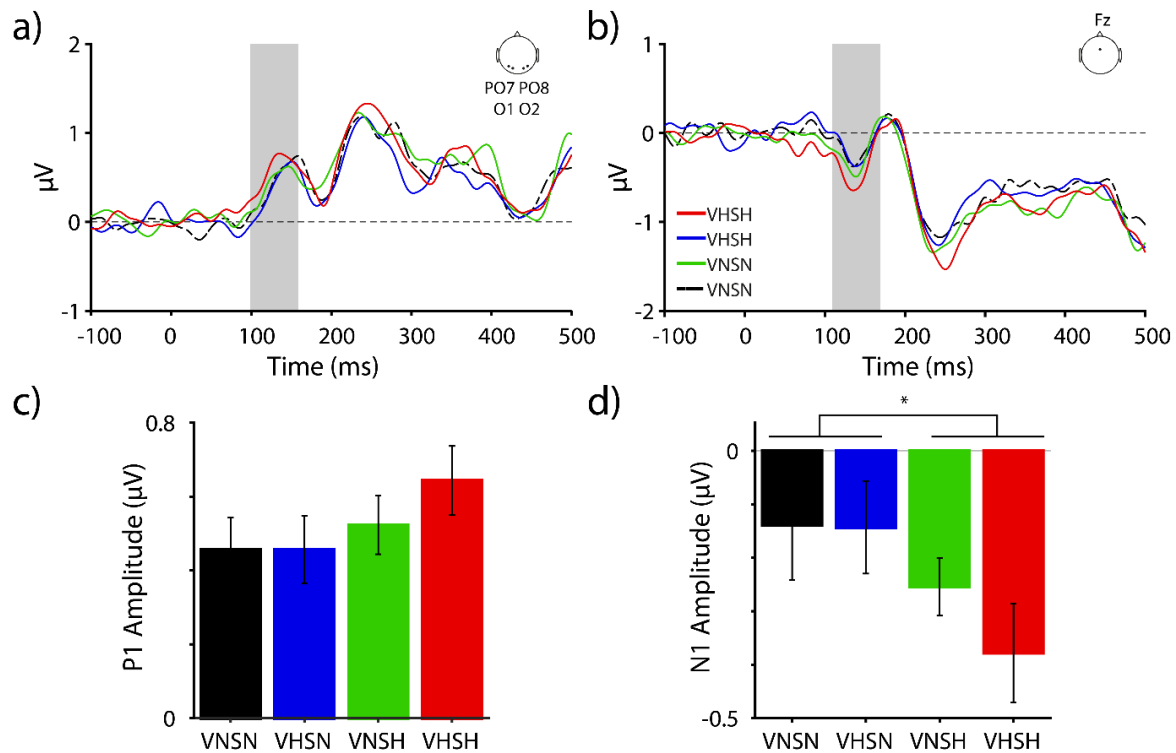 a)
2
1
0
-1
μV
PO7 PO8
O1 O2
-100 0 100 200 300 400 500
Time (ms)
b)
1
0
-1
-2
μV
Fz
VHSH
VHSH
VNSN
VNSN
-100 0 100 200 300 400 500
Time (ms)
c)
0.8
0
P1 Amplitude (μV)
VNSN VHSN VNSH VHSH
d)
*
0
-0.5
N1 Amplitude (μV)
VNSN VHSN VNSH VHSH